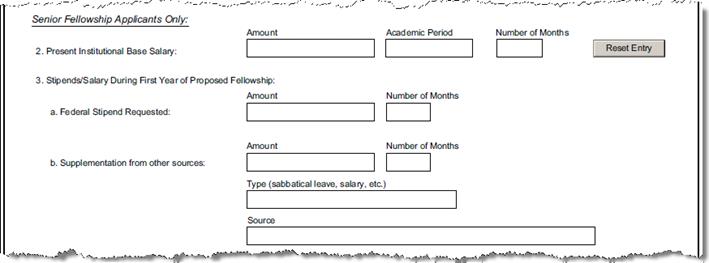 Senior Fellowship Applicants Only:
Amount Academic Period Number of Months
2. Present Institutional Base Salary: Reset Entry
3. Stipends/Salary During First Year of Proposed Fellowship:
Amount Number of Months
a. Federal Stipend Requested:
Amount Number of Months
b. Supplementation from other sources:
Type (sabbatical leave, salary, etc.)
Source